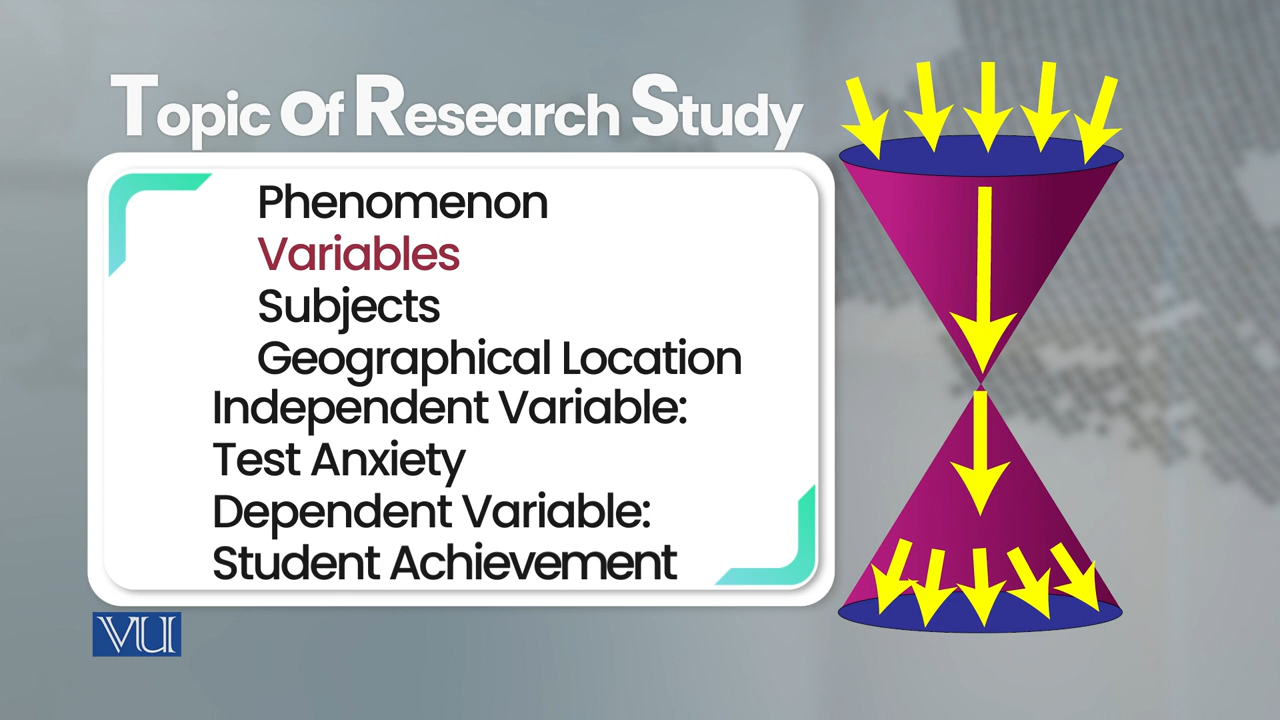 Topic Of Research Study
Phenomenon
Variables
Subjects
Geographical Location
Independent Variable:
Test Anxiety
Dependent Variable:
Student Achievement
VU